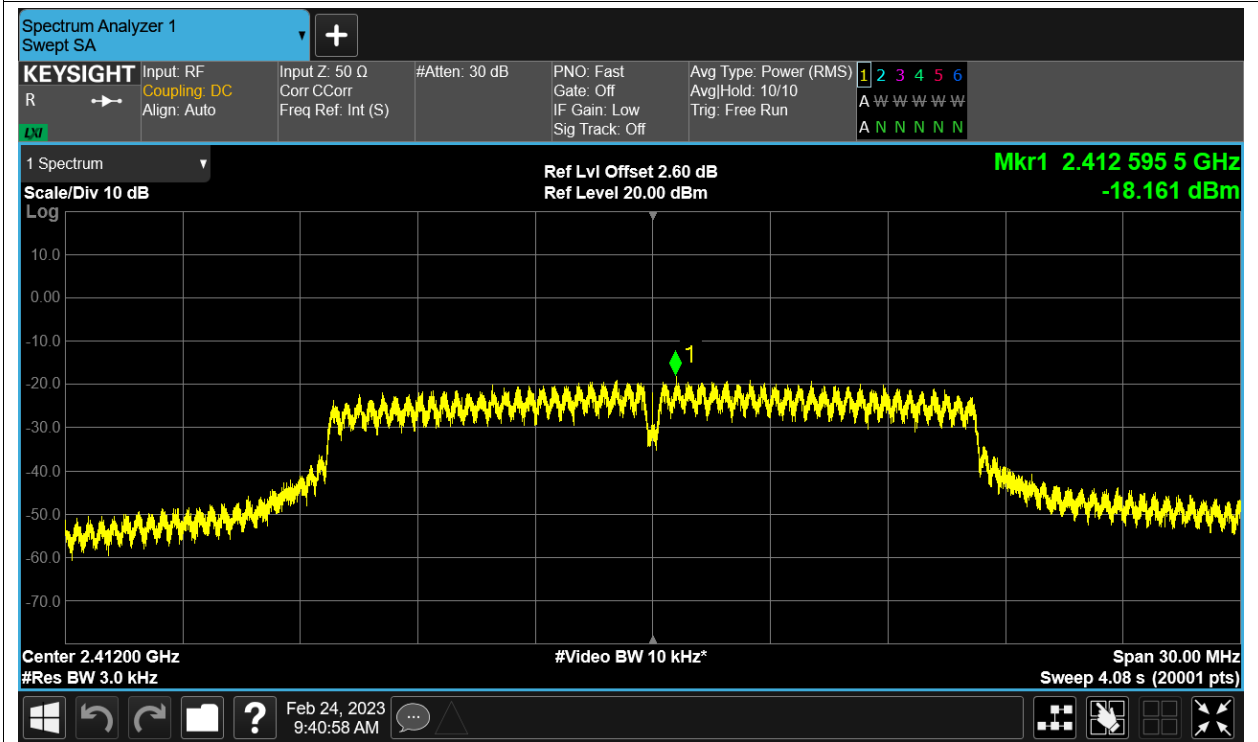 Spectrum Analyzer 1
Swept SA
KEYSIGHT
R
LXI
Input: RF
Coupling: DC
Align: Auto
Input Z: 50 Ω
Corr CCorr
Freq Ref: Int (S)
#Atten: 30 dB
PNO: Fast
Gate: Off
IF Gain: Low
Sig Track: Off
Avg Type: Power (RMS)
Avg|Hold: 10/10
Trig: Free Run
1 2 3 4 5 6
A W W W W W
A N N N N N
1 Spectrum
Scale/Div 10 dB
Log
Ref Lvl Offset 2.60 dB
Ref Level 20.00 dBm
Mkr1 2.412 595 5 GHz
-18.161 dBm
10.0
0.00
-10.0
1
-20.0
-30.0
-40.0
-50.0
-60.0
-70.0
Center 2.41200 GHz
#Res BW 3.0 kHz
#Video BW 10 kHz*
Span 30.00 MHz
Sweep 4.08 s (20001 pts)
?
Feb 24, 2023
9:40:58 AM